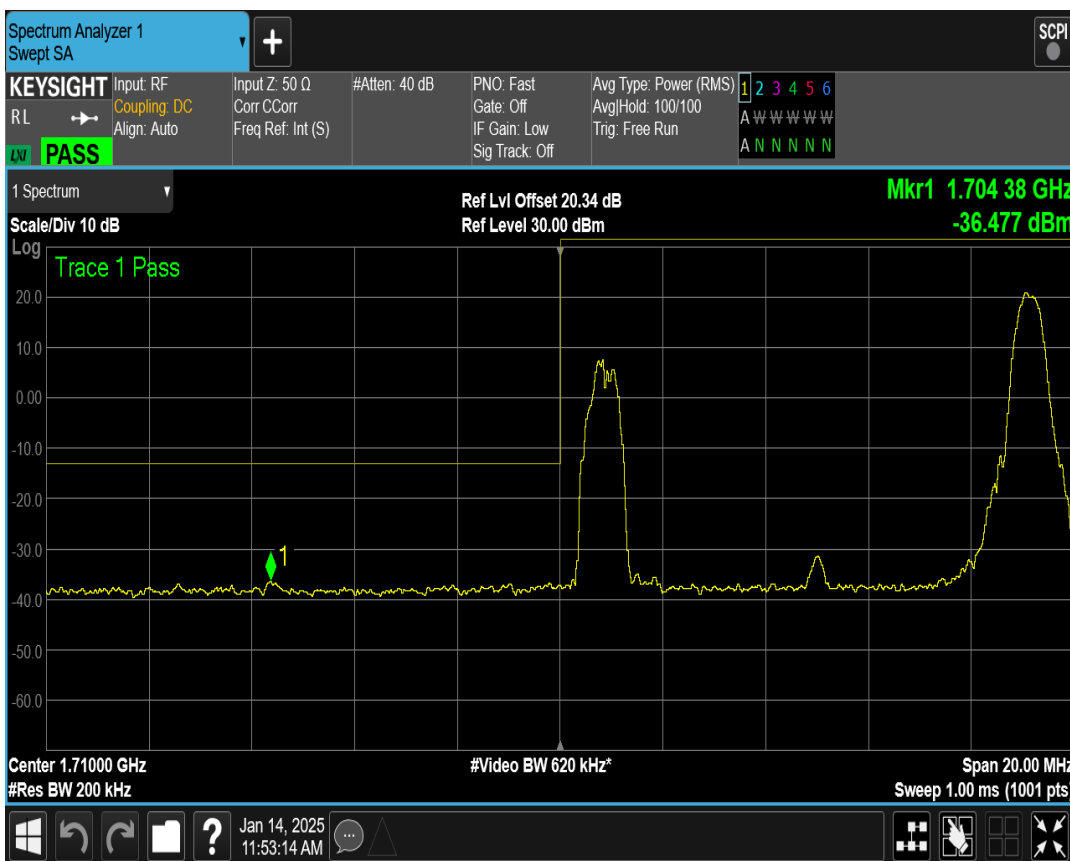 Spectrum Analyzer 1
Swept SA
SCPI
KEYSIGHT
RL
LXI PASS
Input: RF
Coupling: DC
Align: Auto
Input Z: 50 Ω
Corr CCorr
Freq Ref: Int (S)
#Atten: 40 dB
PNO: Fast
Gate: Off
IF Gain: Low
Sig Track: Off
Avg Type: Power (RMS)
Avg|Hold: 100/100
Trig: Free Run
1 2 3 4 5 6
A W W W W W
A N N N N N
1 Spectrum
Scale/Div 10 dB
Ref Lvl Offset 20.34 dB
Ref Level 30.00 dBm
Mkr1 1.704 38 GHz
-36.477 dBm
Log
Trace 1 Pass
20.0
10.0
0.00
-10.0
-20.0
-30.0
-40.0
-50.0
-60.0
1
Center 1.71000 GHz
#Res BW 200 kHz
#Video BW 620 kHz*
Span 20.00 MHz
Sweep 1.00 ms (1001 pts)
?
Jan 14, 2025
11:53:14 AM